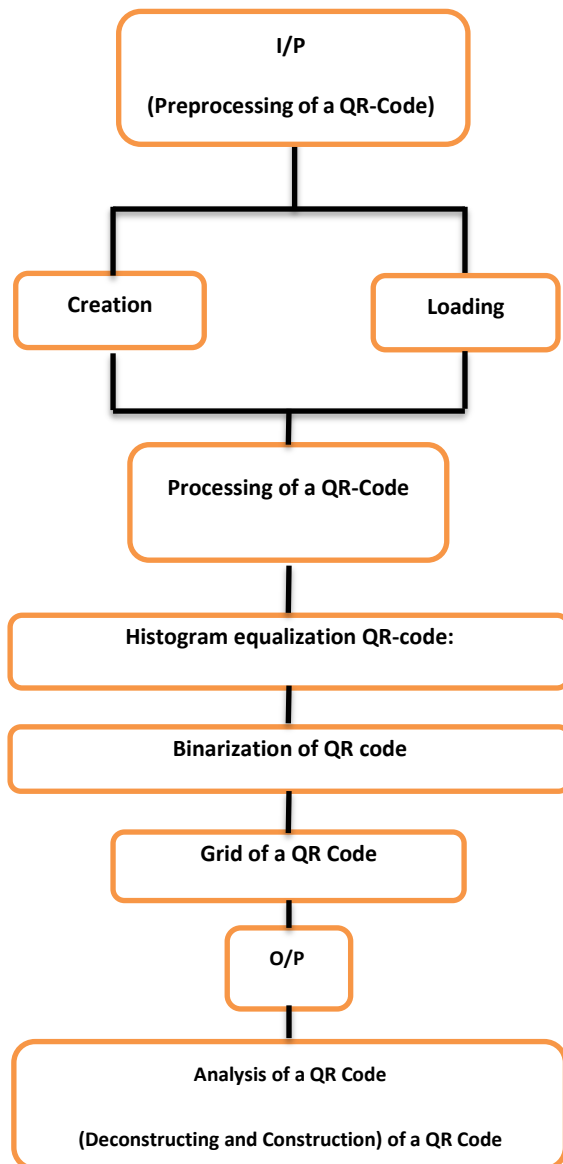 I/P
(Preprocessing of a QR-Code)
Creation
Loading
Processing of a QR-Code
Histogram equalization QR-code:
Binarization of QR code
Grid of a QR Code
O/P
Analysis of a QR Code
(Deconstructing and Construction) of a QR Code